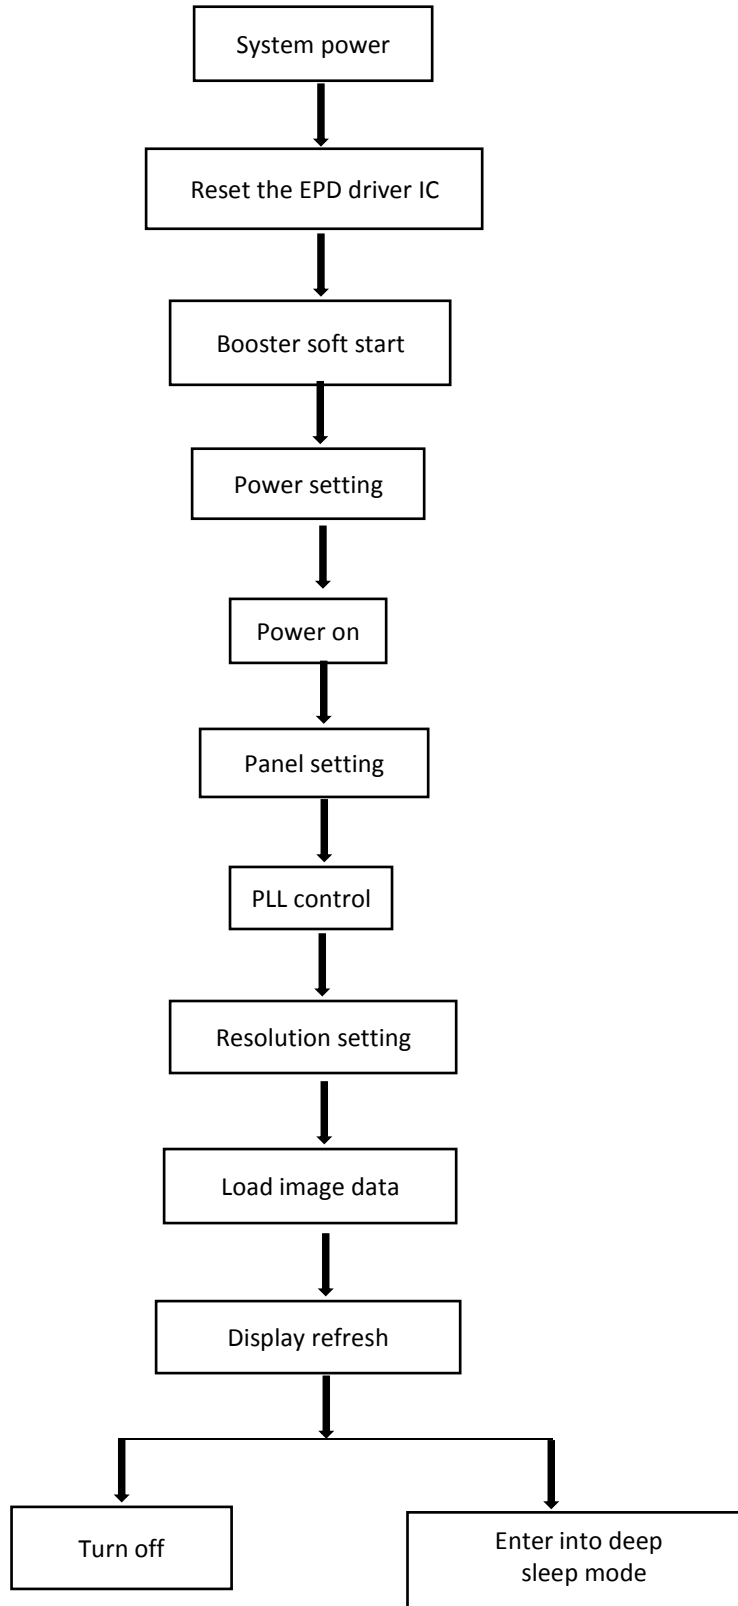 System power
Reset the EPD driver IC
Booster soft start
Power setting
Power on
Panel setting
PLL control
Resolution setting
Load image data
Display refresh
Turn off
Enter into deep
sleep mode